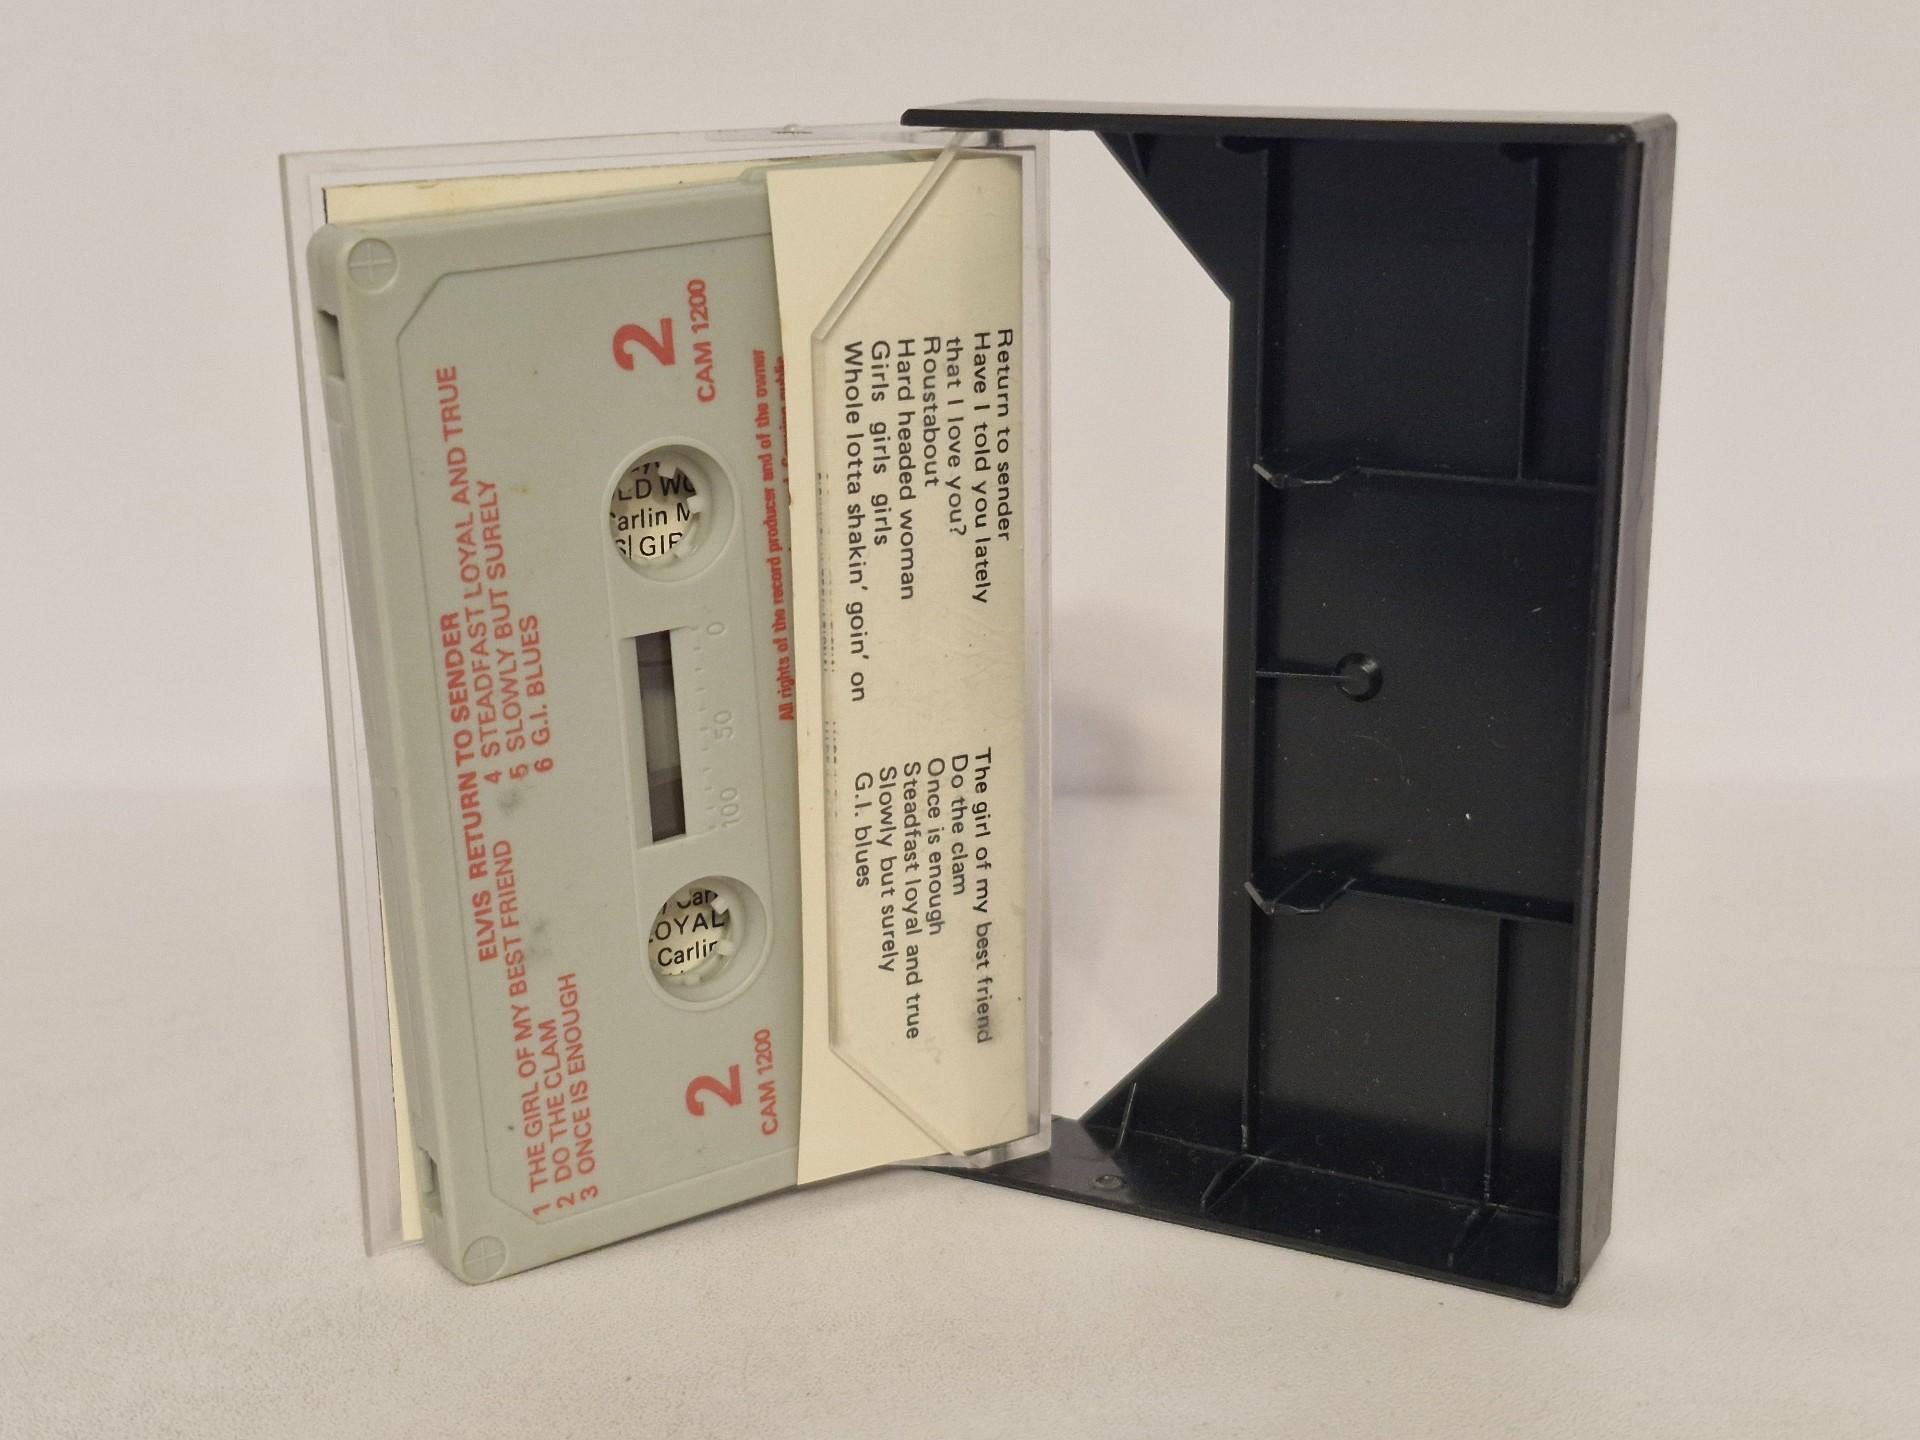 ELVIS RETURN TO SENDER
1 THE GIRL OF MY BEST FRIEND
2 DO THE CLAM
3 ONCE IS ENOUGH
4 STEADFAST LOYAL AND TRUE
5 SLOWLY BUT SURELY
6 G.I. BLUES
2
CAM 1200
2
CAM 1200
0
50
100
LD WO
arlin M
GIR
LOYAL
Carlin
All rights of the record producer and of the owner
Return to sender
Have I told you lately
that I love you?
Roustabout
Hard headed woman
Girls girls girls
Whole lotta shakin' goin' on
The girl of my best friend
Do the clam
Once is enough
Steadfast loyal and true
Slowly but surely
G.I. blues